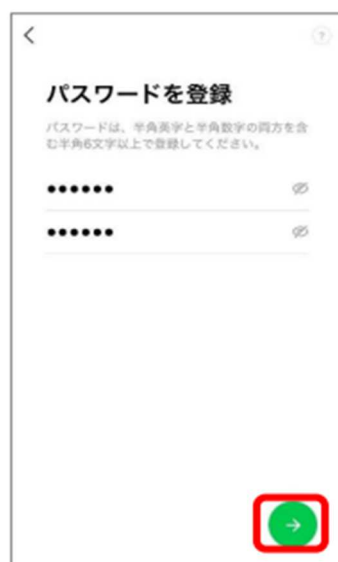 パスワードを登録
パスワードは、半角英字と半角数字の両方を含
む半角6文字以上で登録してください。
●●●●●●
●●●●●●